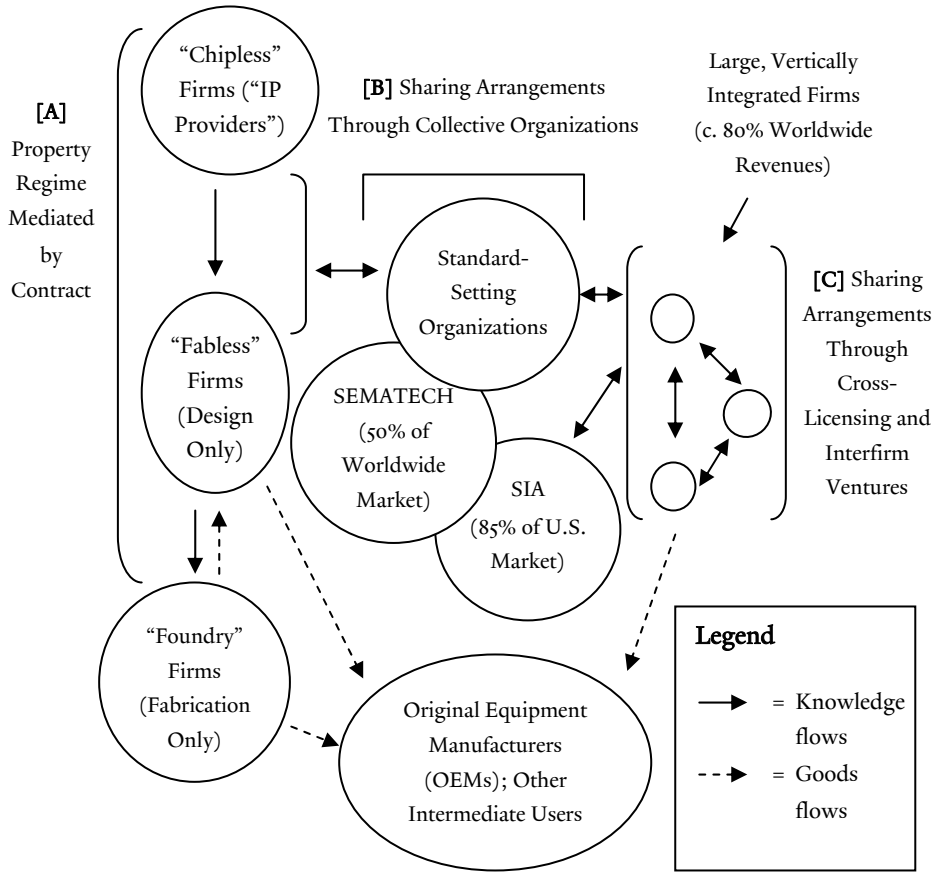 “Chipless”
Firms (“IP
Providers”)
[A]
Property
Regime
Mediated
by
Contract
[B] Sharing Arrangements
Through Collective Organizations
Large, Vertically
Integrated Firms
(c. 80% Worldwide
Revenues)
Standard-
Setting
Organizations
[C] Sharing
Arrangements
Through
Cross-
Licensing and
Interfirm
Ventures
“Fabless”
Firms
(Design
Only)
SEMATECH
(50% of
Worldwide
Market)
SIA
(85% of U.S.
Market)
“Foundry”
Firms
(Fabrication
Only)
Original Equipment
Manufacturers
(OEMs); Other
Intermediate Users
Legend
= Knowledge
flows
= Goods
flows